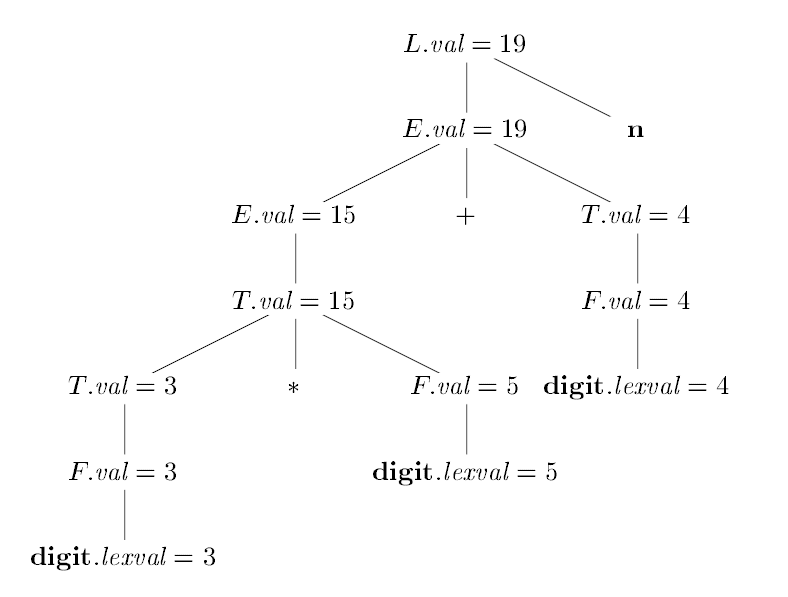 L.val = 19
E.val = 19 n
E.val = 15 + T.val = 4
T.val = 15 F.val = 4
T.val = 3 * F.val = 5 digit.lexval = 4
F.val = 3 digit.lexval = 5
digit.lexval = 3